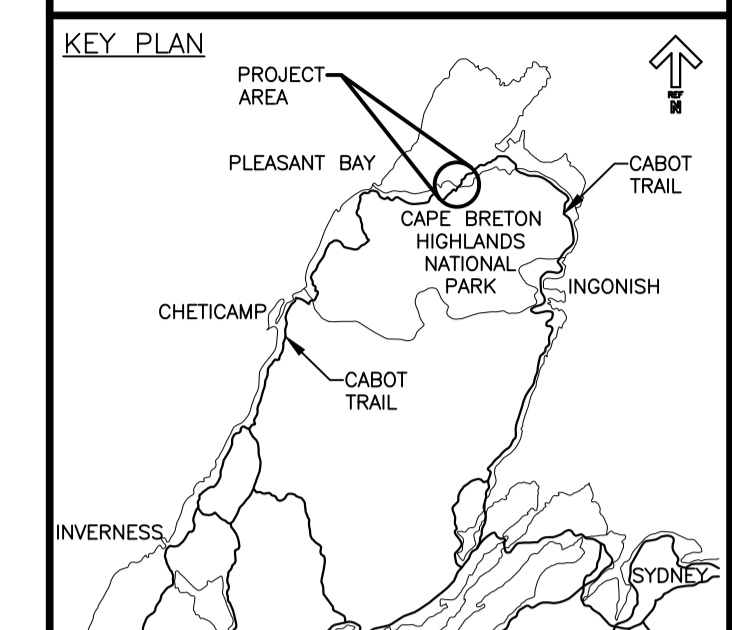 KEY PLAN
REF
N
PROJECT
AREA
PLEASANT BAY
CABOT
TRAIL
CAPE BRETON
HIGHLANDS
NATIONAL
PARK
INGONISH
CHETICAMP
CABOT
TRAIL
INVERNESS
SYDNEY